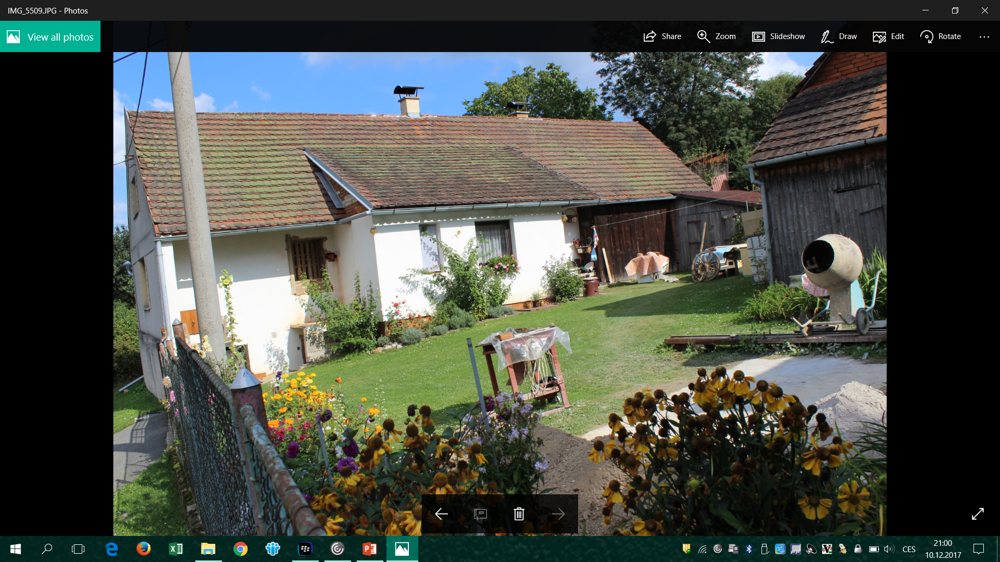 IMG_5509.JPG - Photos
View all photos
Share
Zoom
Slideshow
Draw
Edit
Rotate
CES
21:00
10.12.2017